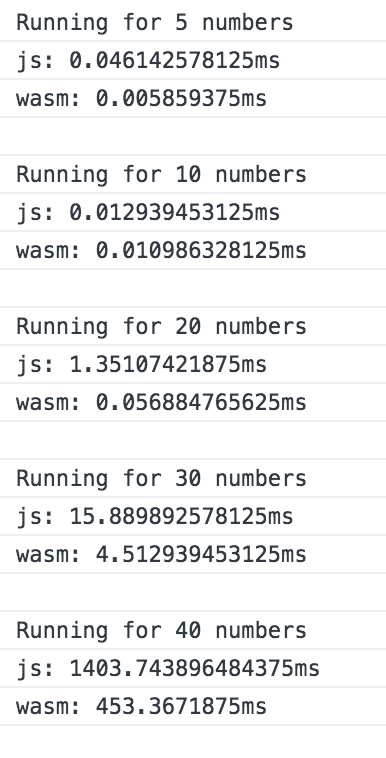 Running for 5 numbers
js: 0.046142578125ms
wasm: 0.005859375ms
Running for 10 numbers
js: 0.012939453125ms
wasm: 0.010986328125ms
Running for 20 numbers
js: 1.35107421875ms
wasm: 0.056884765625ms
Running for 30 numbers
js: 15.889892578125ms
wasm: 4.512939453125ms
Running for 40 numbers
js: 1403.743896484375ms
wasm: 453.3671875ms